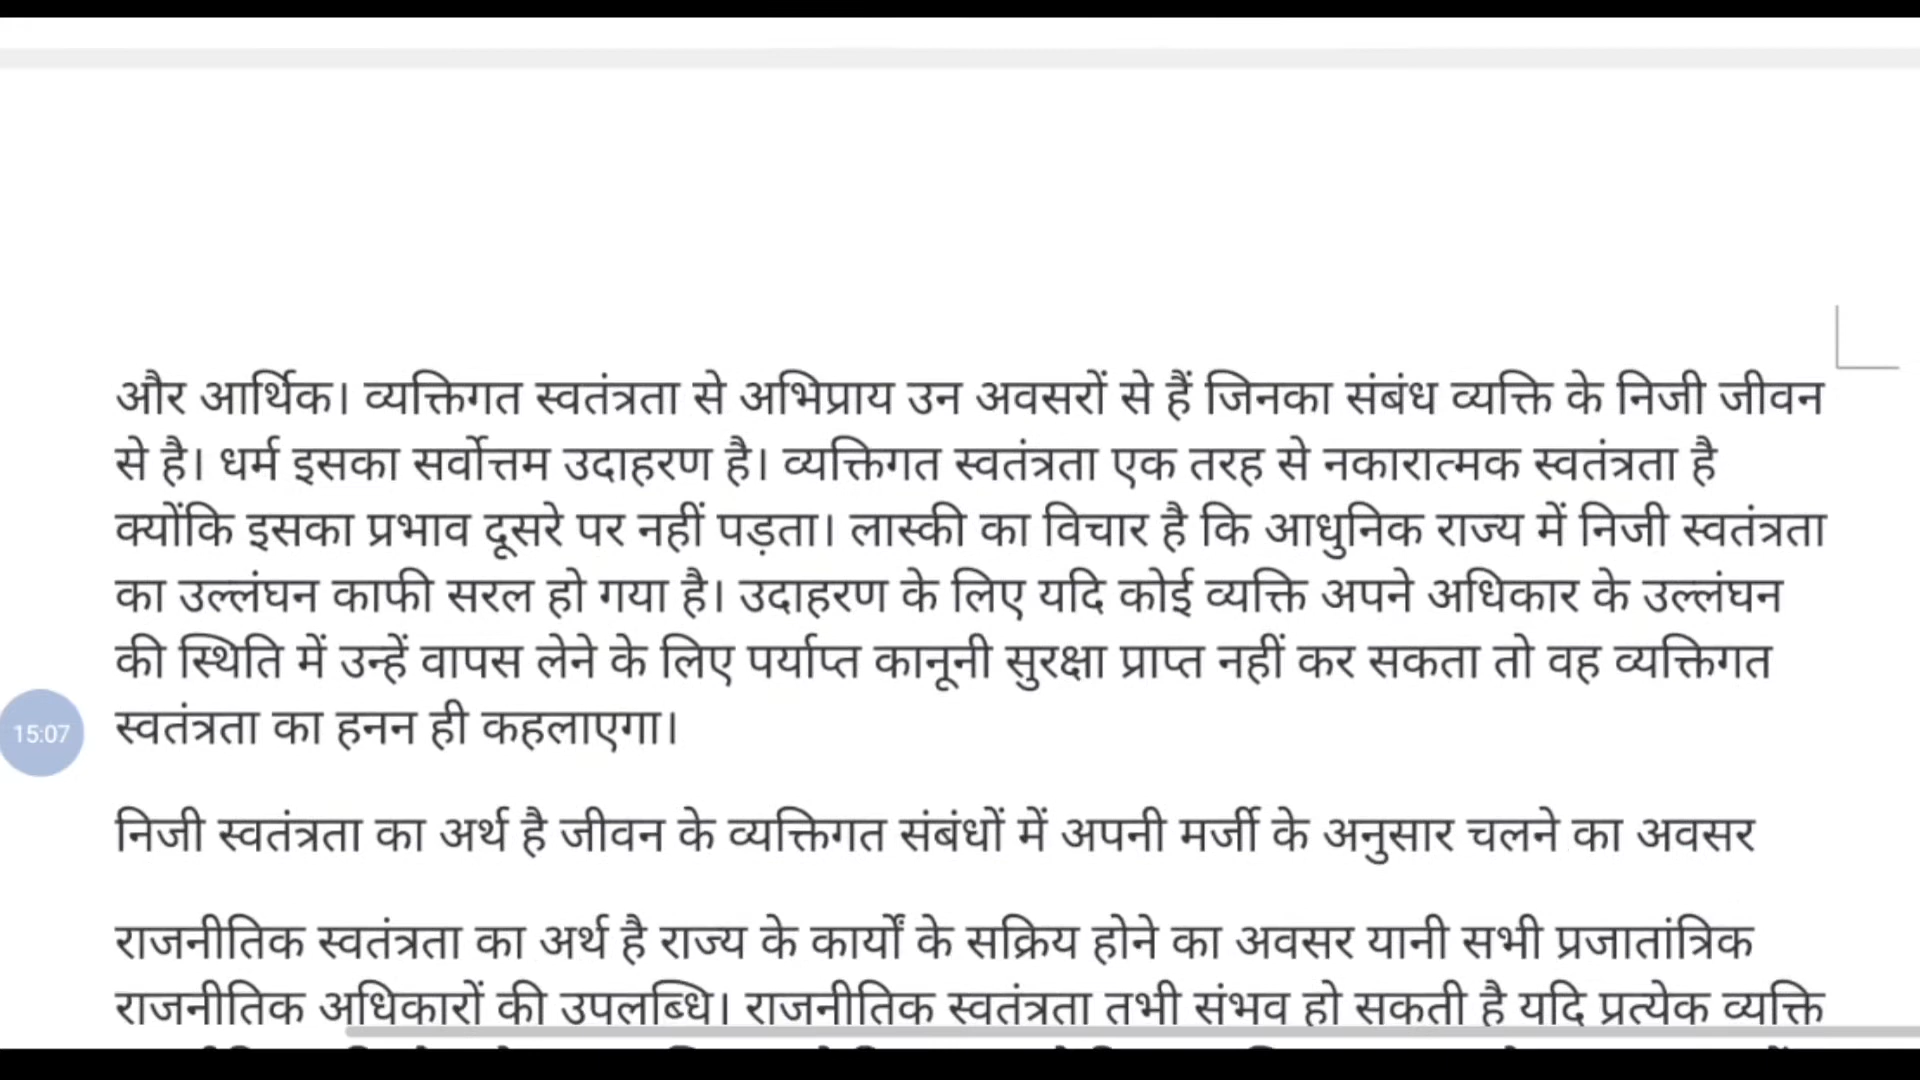 और आर्थिक। व्यक्तिगत स्वतंत्रता से अभिप्राय उन अवसरों से हैं जिनका संबंध व्यक्ति के निजी जीवन
से है। धर्म इसका सर्वोत्तम उदाहरण है। व्यक्तिगत स्वतंत्रता एक तरह से नकारात्मक स्वतंत्रता है
क्योंकि इसका प्रभाव दूसरे पर नहीं पड़ता। लास्की का विचार है कि आधुनिक राज्य में निजी स्वतंत्रता
का उल्लंघन काफी सरल हो गया है। उदाहरण के लिए यदि कोई व्यक्ति अपने अधिकार के उल्लंघन
की स्थिति में उन्हें वापस लेने के लिए पर्याप्त कानूनी सुरक्षा प्राप्त नहीं कर सकता तो वह व्यक्तिगत
15:07
स्वतंत्रता का हनन ही कहलाएगा।
निजी स्वतंत्रता का अर्थ है जीवन के व्यक्तिगत संबंधों में अपनी मर्जी के अनुसार चलने का अवसर
राजनीतिक स्वतंत्रता का अर्थ है राज्य के कार्यों के सक्रिय होने का अवसर यानी सभी प्रजातांत्रिक
राजनीतिक अधिकारों की उपलब्धि। राजनीतिक स्वतंत्रता तभी संभव हो सकती है यदि प्रत्येक व्यक्ति